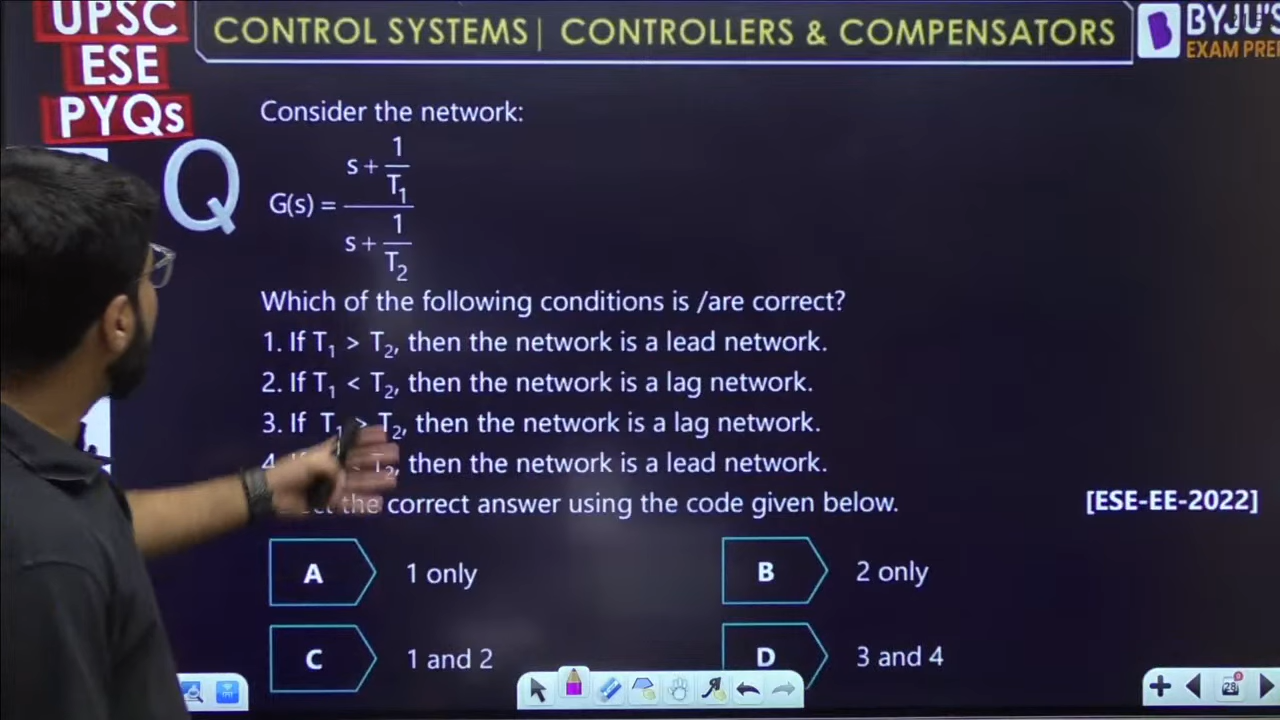 UPSC
ESE
PYQs
CONTROL SYSTEMS| CONTROLLERS & COMPENSATORS
BYJU'S
EXAM PREP
Q
Consider the network:
G(s) = (s + 1/T₁) / (s + 1/T₂)
Which of the following conditions is /are correct?
1. If T₁ > T₂, then the network is a lead network.
2. If T₁ < T₂, then the network is a lag network.
3. If T₁ > T₂, then the network is a lag network.
4. T₂, then the network is a lead network.
the correct answer using the code given below.
[ESE-EE-2022]
A 1 only
B 2 only
C 1 and 2
D 3 and 4
28